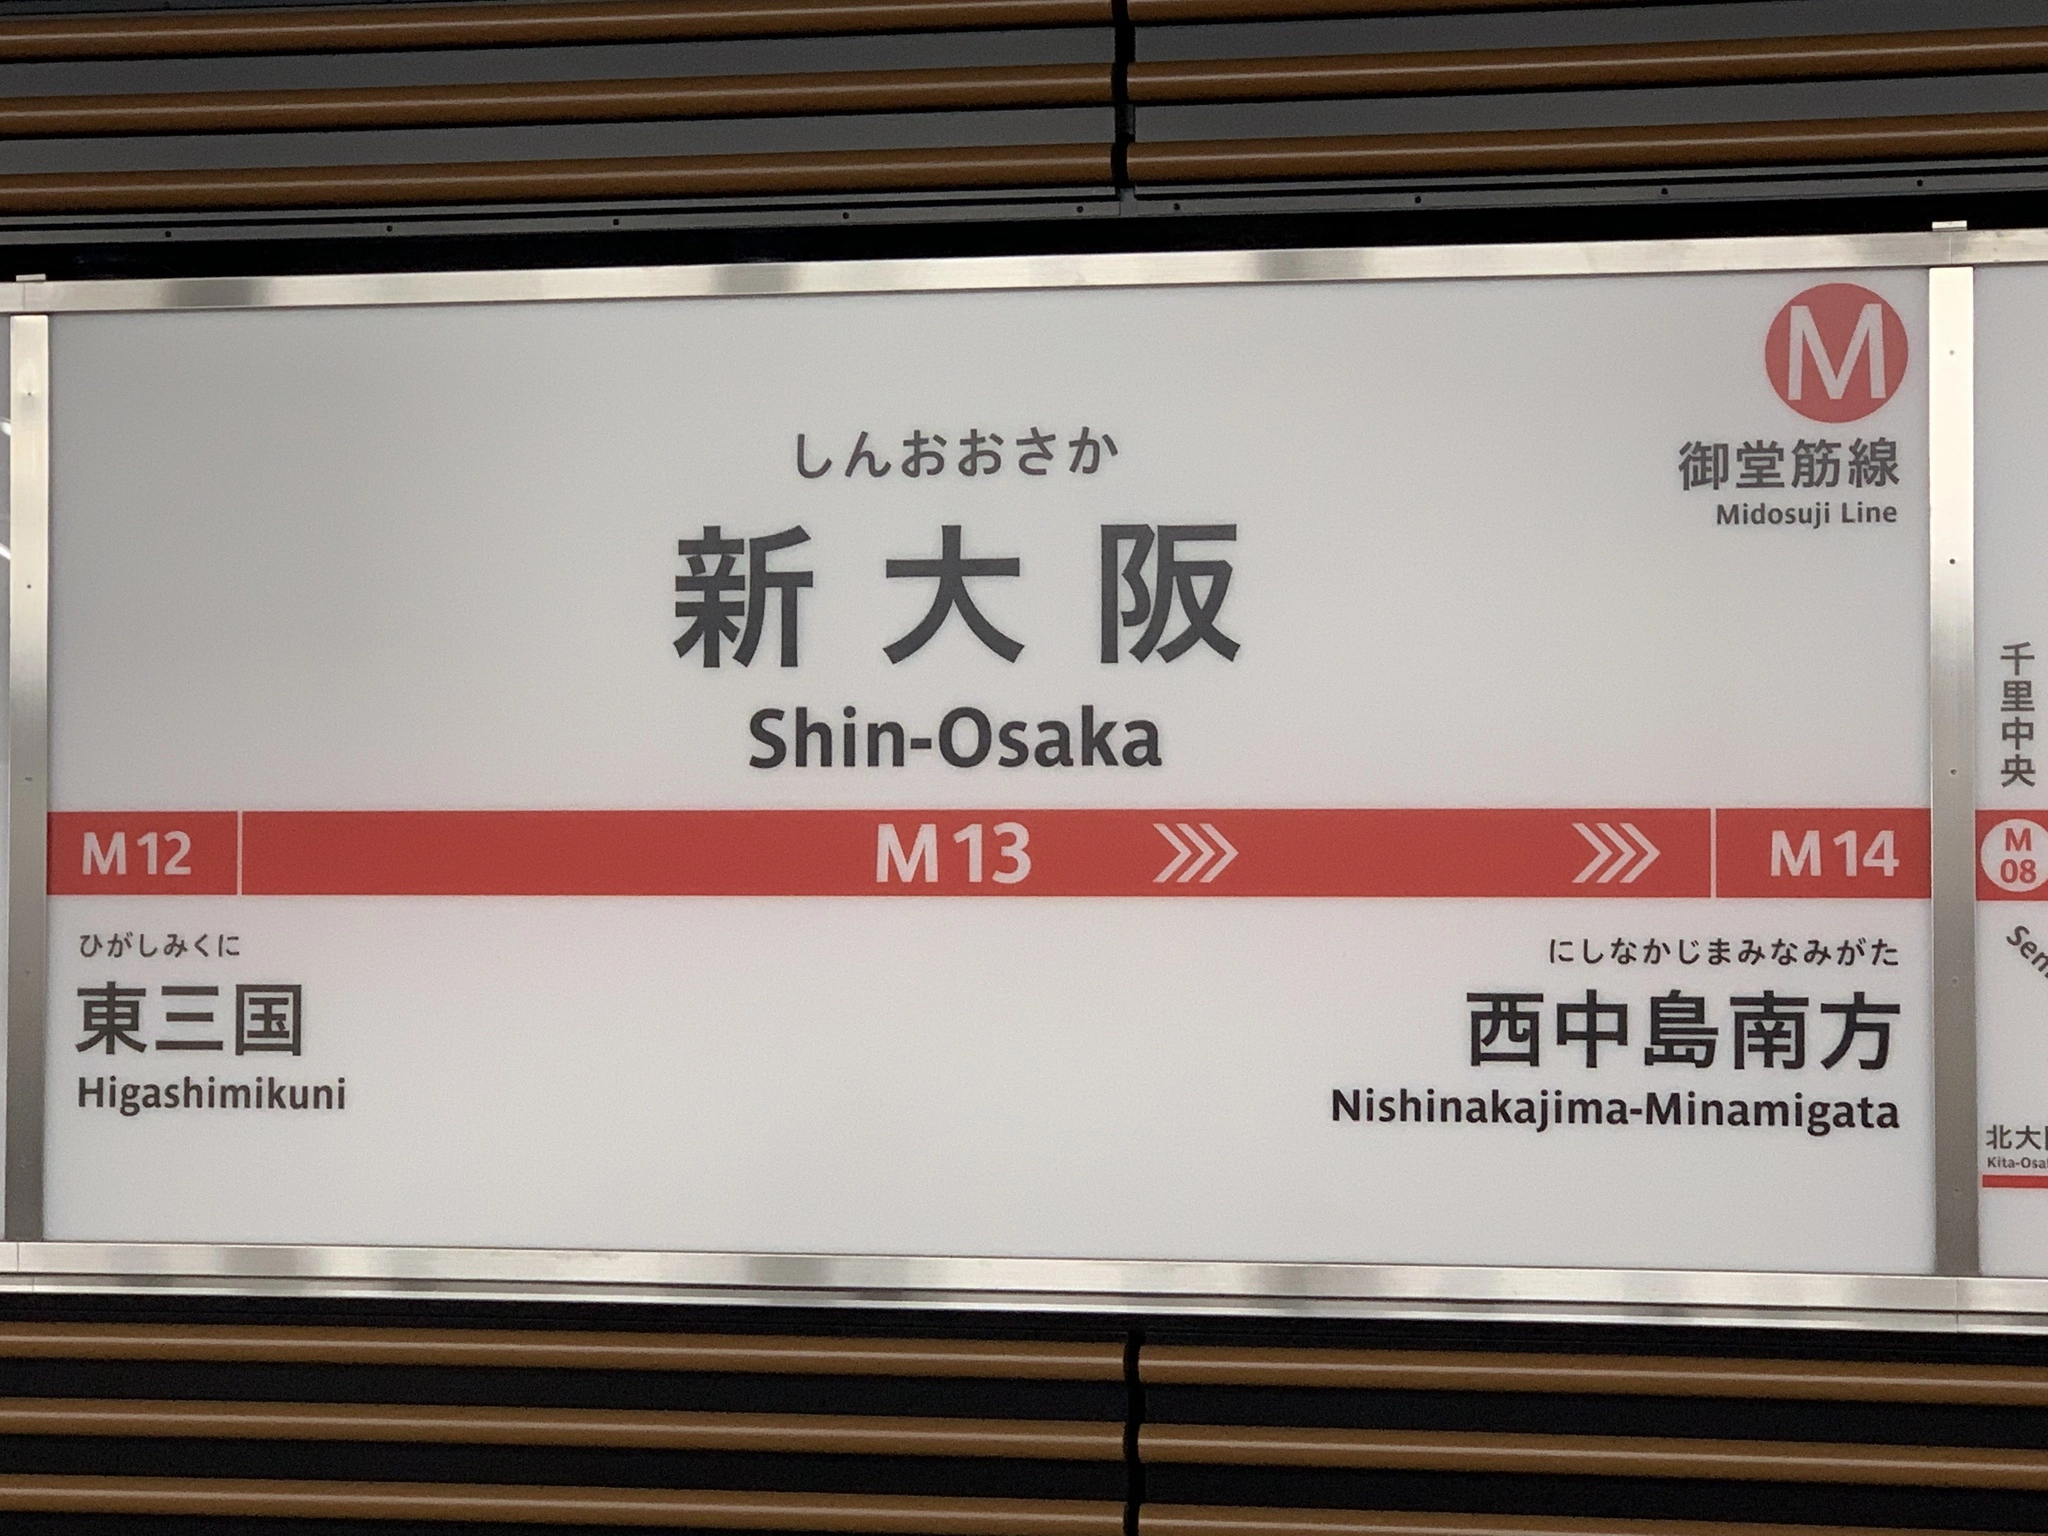 M
御堂筋線
Midosuji Line
しんおおさか
新大阪
Shin-Osaka
M12
M13
M14
ひがしみくに
東三国
Higashimikuni
にしなかじまみなみがた
西中島南方
Nishinakajima-Minamigata
千里中央
M
08